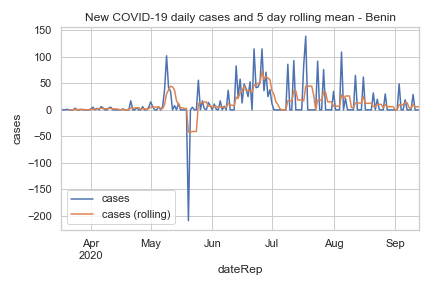 New COVID-19 daily cases and 5 day rolling mean - Benin
150
100
50
0
−50
−100
−150
−200
cases
cases
cases (rolling)
Apr
2020
May
Jun
Jul
Aug
Sep
dateRep